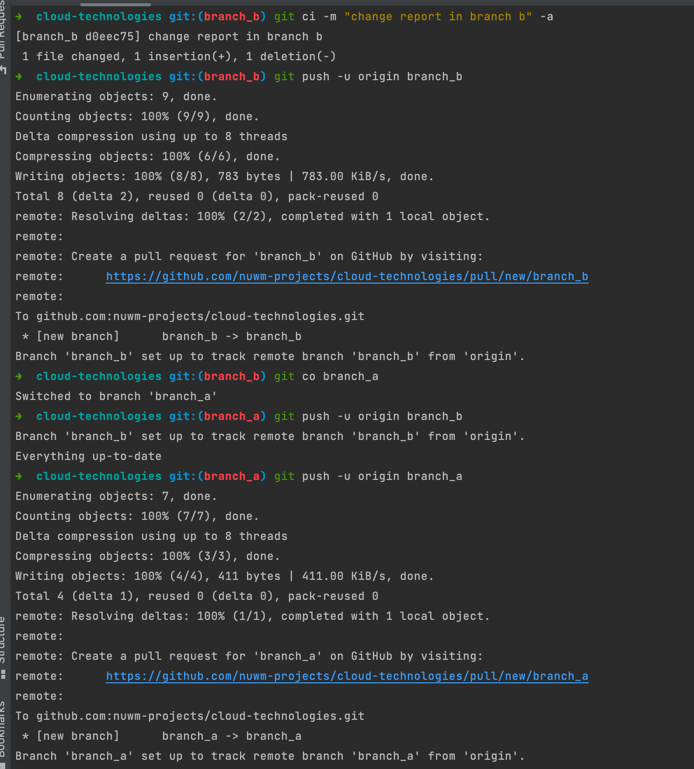 → cloud-technologies git:(branch_b) git ci -m "change report in branch b" -a
[branch_b d0eec75] change report in branch b
1 file changed, 1 insertion(+), 1 deletion(-)
→ cloud-technologies git:(branch_b) git push -u origin branch_b
Enumerating objects: 9, done.
Counting objects: 100% (9/9), done.
Delta compression using up to 8 threads
Compressing objects: 100% (6/6), done.
Writing objects: 100% (8/8), 783 bytes | 783.00 KiB/s, done.
Total 8 (delta 2), reused 0 (delta 0), pack-reused 0
remote: Resolving deltas: 100% (2/2), completed with 1 local object.
remote:
remote: Create a pull request for 'branch_b' on GitHub by visiting:
remote:      https://github.com/nuwm-projects/cloud-technologies/pull/new/branch_b
remote:
To github.com:nuwm-projects/cloud-technologies.git
* [new branch]      branch_b -> branch_b
Branch 'branch_b' set up to track remote branch 'branch_b' from 'origin'.
→ cloud-technologies git:(branch_b) git co branch_a
Switched to branch 'branch_a'
→ cloud-technologies git:(branch_a) git push -u origin branch_b
Branch 'branch_b' set up to track remote branch 'branch_b' from 'origin'.
Everything up-to-date
→ cloud-technologies git:(branch_a) git push -u origin branch_a
Enumerating objects: 7, done.
Counting objects: 100% (7/7), done.
Delta compression using up to 8 threads
Compressing objects: 100% (3/3), done.
Writing objects: 100% (4/4), 411 bytes | 411.00 KiB/s, done.
Total 4 (delta 1), reused 0 (delta 0), pack-reused 0
remote: Resolving deltas: 100% (1/1), completed with 1 local object.
remote:
remote: Create a pull request for 'branch_a' on GitHub by visiting:
remote:      https://github.com/nuwm-projects/cloud-technologies/pull/new/branch_a
remote:
To github.com:nuwm-projects/cloud-technologies.git
* [new branch]      branch_a -> branch_a
Branch 'branch_a' set up to track remote branch 'branch_a' from 'origin'.